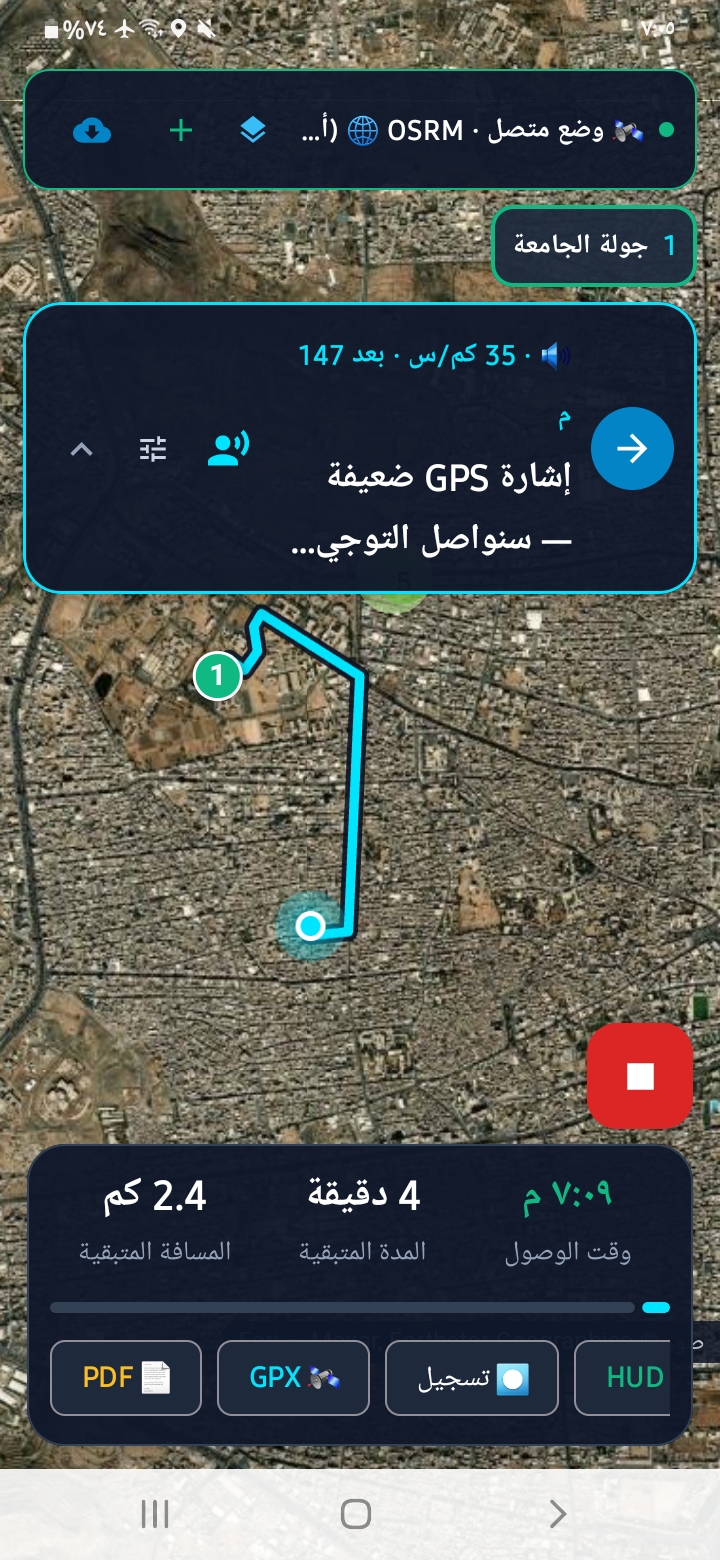 ٧:٠٥
%٧٤
وضع متصل · OSRM 🌐 (أ...
1 جولة الجامعة
🔊 · 35 كم/س · بعد 147
م
إشارة GPS ضعيفة
— سنواصل التوجي...
1
٧:٠٩ م
4 دقيقة
2.4 كم
وقت الوصول
المدة المتبقية
المسافة المتبقية
HUD
تسجيل
GPX
PDF